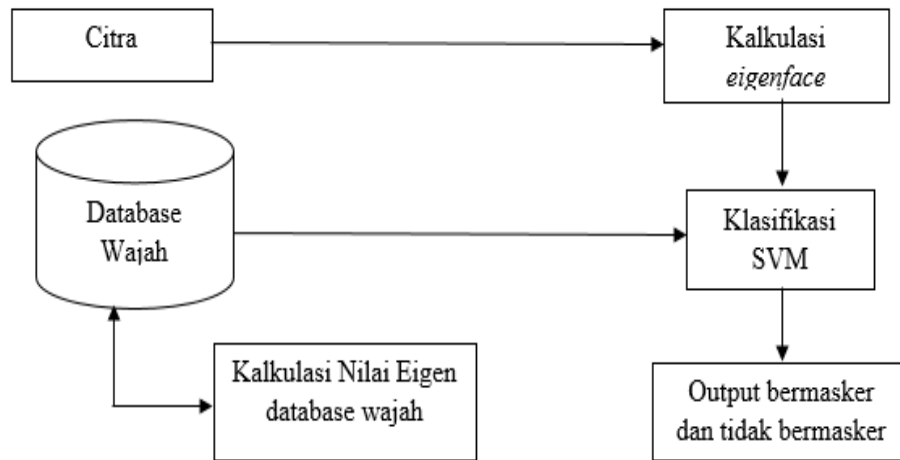 Citra
Kalkulasi
eigenface
Database
Wajah
Klasifikasi
SVM
Kalkulasi Nilai Eigen
database wajah
Output bermasker
dan tidak bermasker